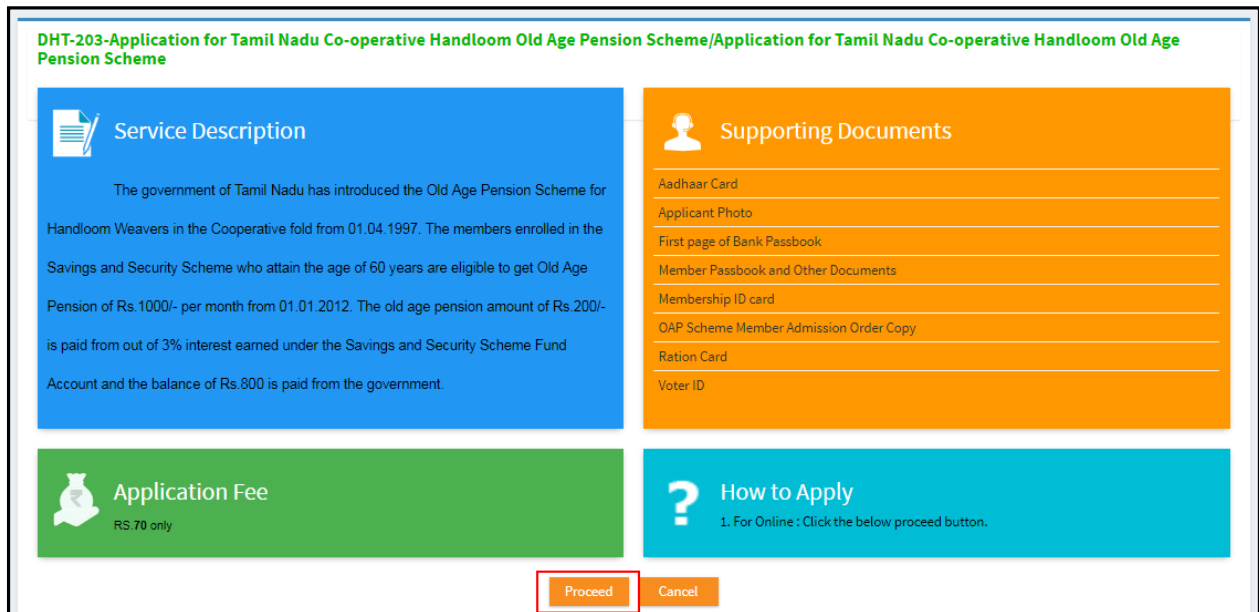 DHT-203-Application for Tamil Nadu Co-operative Handloom Old Age Pension Scheme/Application for Tamil Nadu Co-operative Handloom Old Age
Pension Scheme
Service Description
The government of Tamil Nadu has introduced the Old Age Pension Scheme for
Handloom Weavers in the Cooperative fold from 01.04.1997. The members enrolled in the
Savings and Security Scheme who attain the age of 60 years are eligible to get Old Age
Pension of Rs.1000/- per month from 01.01.2012. The old age pension amount of Rs.200/-
is paid from out of 3% interest earned under the Savings and Security Scheme Fund
Account and the balance of Rs.800 is paid from the government.
Supporting Documents
Aadhaar Card
Applicant Photo
First page of Bank Passbook
Member Passbook and Other Documents
Membership ID card
OAP Scheme Member Admission Order Copy
Ration Card
Voter ID
Application Fee
RS.70 only
How to Apply
1. For Online : Click the below proceed button.
Proceed
Cancel